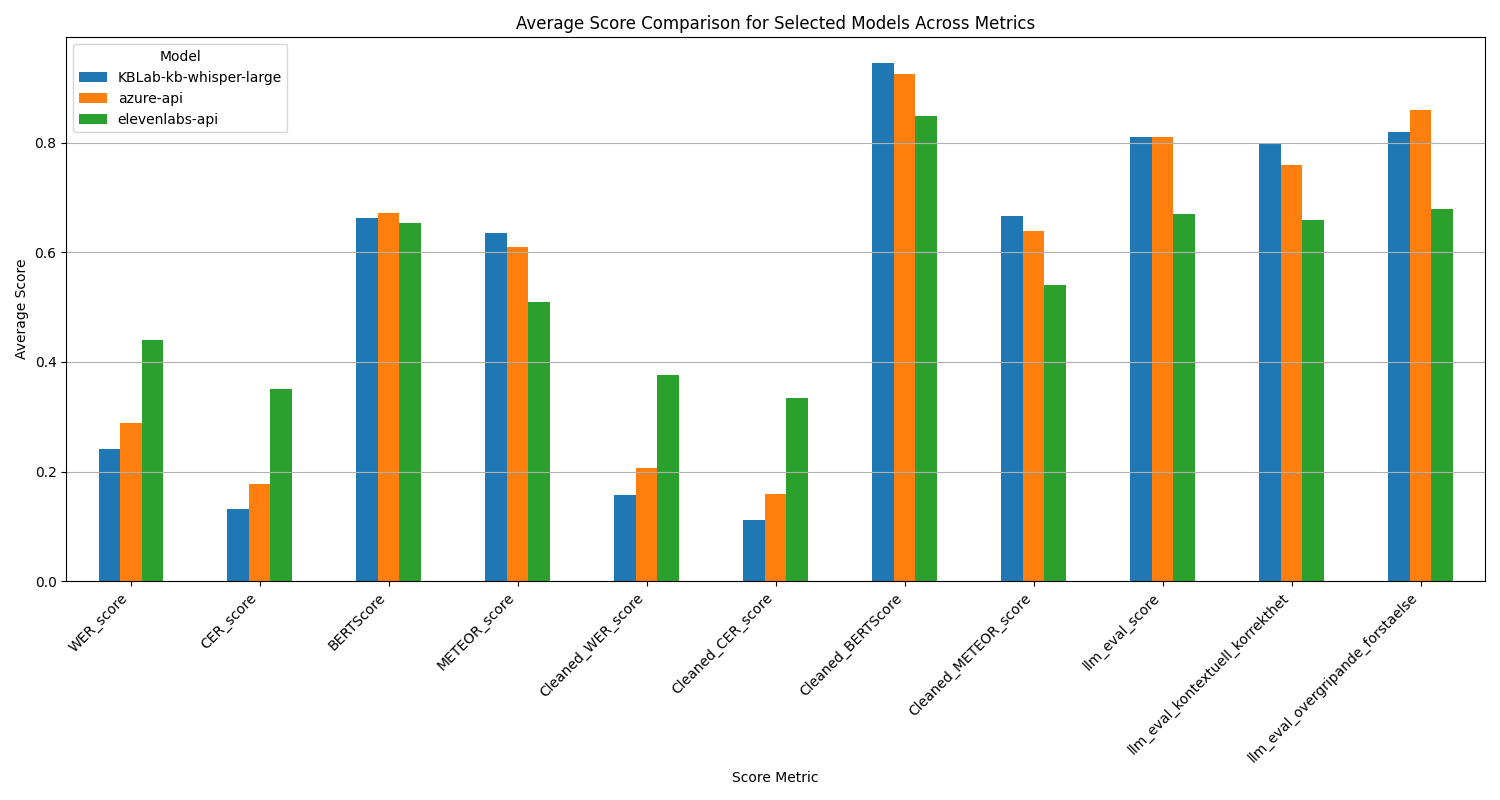 Average Score Comparison for Selected Models Across Metrics
Model
KBLab-kb-whisper-large
azure-api
elevenlabs-api
Average Score
0.8
0.6
0.4
0.2
0.0
WER_score
CER_score
BERTScore
METEOR_score
Cleaned_WER_score
Cleaned_CER_score
Cleaned_BERTScore
Cleaned_METEOR_score
llm_eval_score
llm_eval_kontextuell_korrekthet
llm_eval_overgripande_forstaelse
Score Metric